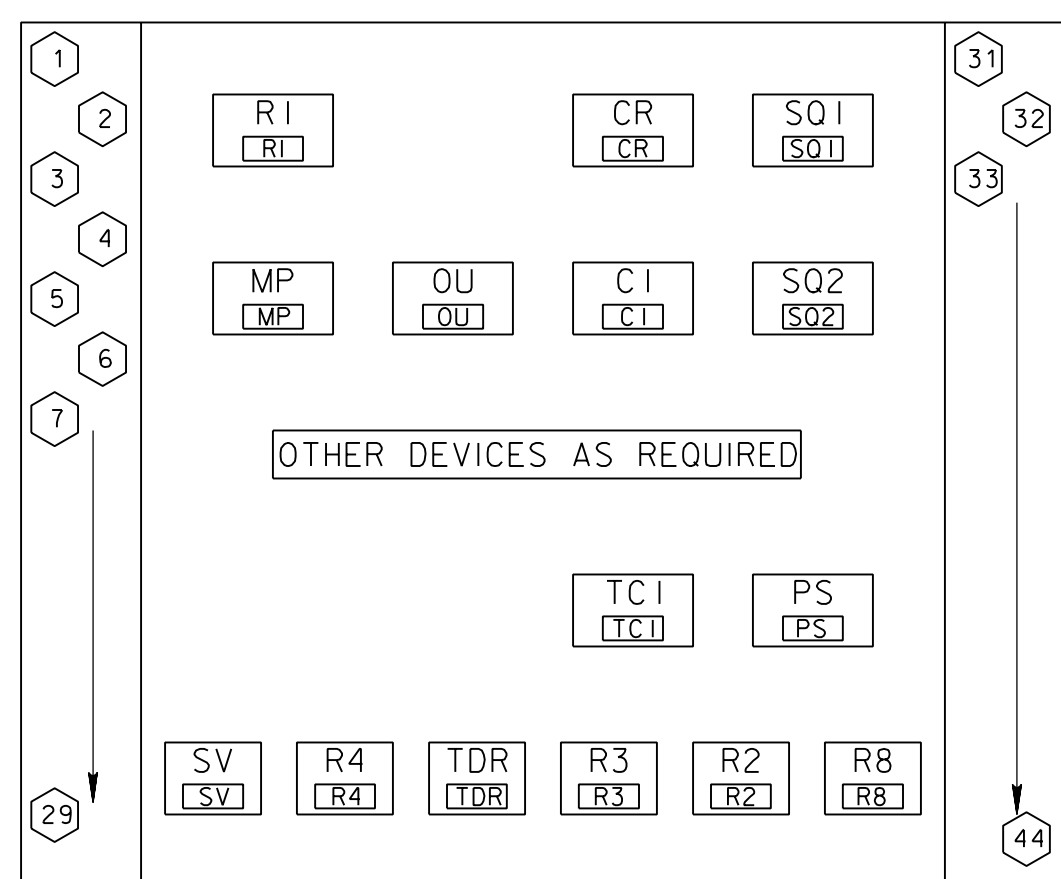 1
2
3
4
5
6
7
29
R1 CR SQ1
R1 CR SQ1
MP OU C1 SQ2
MP OU C1 SQ2
OTHER DEVICES AS REQUIRED
TC1 PS
TC1 PS
SV R4 TDR R3 R2 R8
SV R4 TDR R3 R2 R8
31
32
33
44